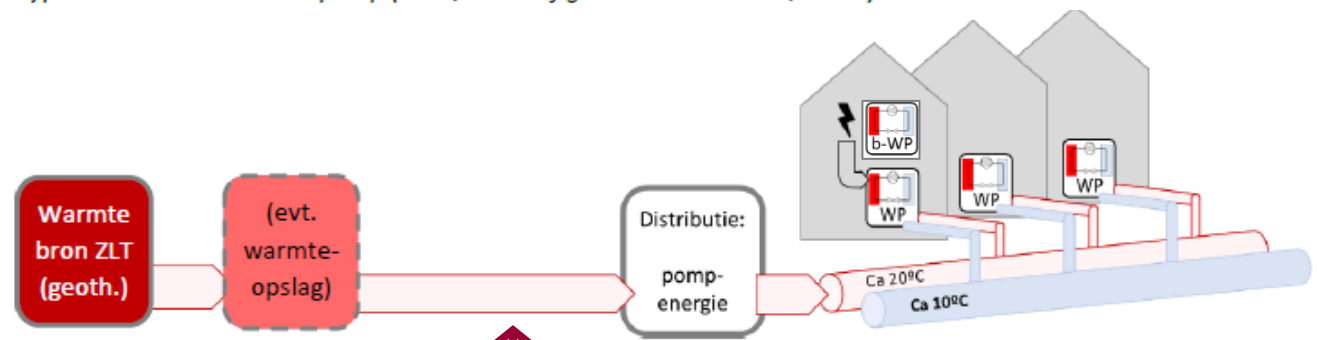 Warmte
bron ZLT
(geoth.)
(evt.
warmte-
opslag)
Distributie:
pomp-
energie
b-WP
WP
WP
WP
Ca 20ºC
Ca 10ºC